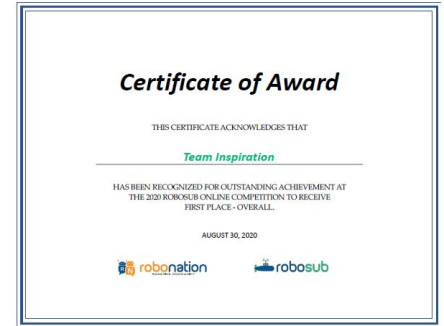 Certificate of Award
THIS CERTIFICATE ACKNOWLEDGES THAT
Team Inspiration
HAS BEEN RECOGNIZED FOR OUTSTANDING ACHIEVEMENT AT
THE 2020 ROBOSUB ONLINE COMPETITION TO RECEIVE
FIRST PLACE - OVERALL.
AUGUST 30, 2020
robonation
robosub